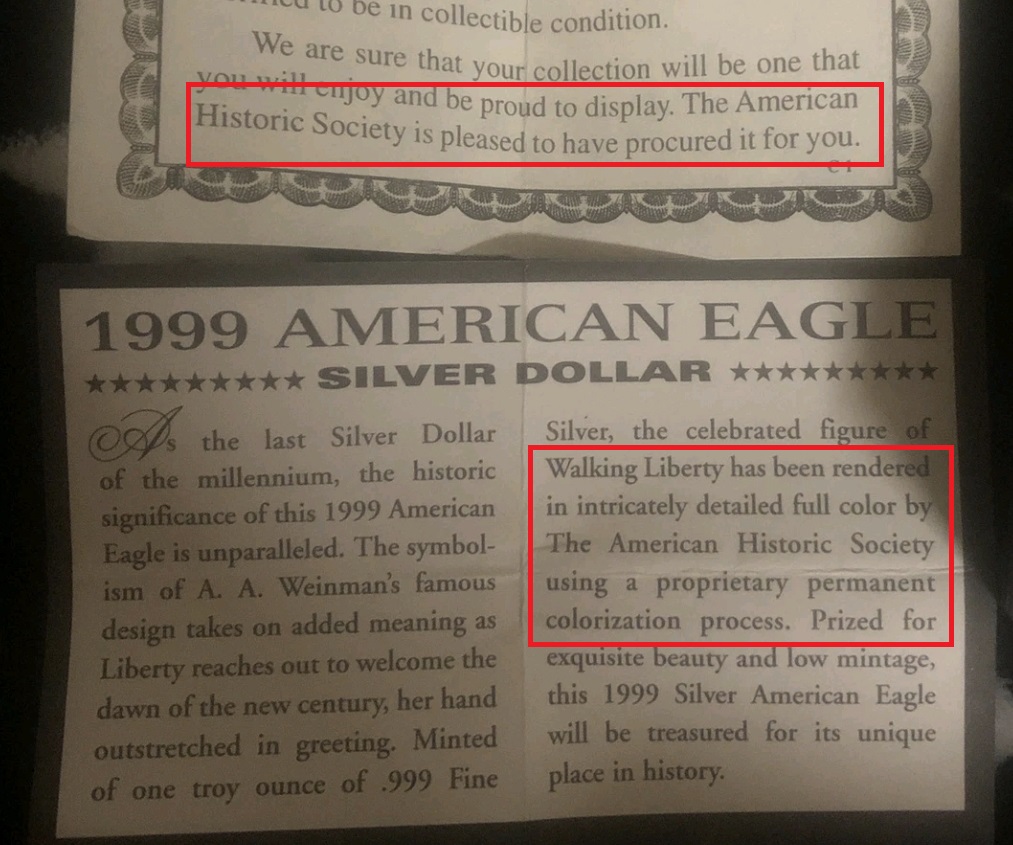 to be in collectible condition.
We are sure that your collection will be one that
you will enjoy and be proud to display. The American
Historic Society is pleased to have procured it for you.
1999 AMERICAN EAGLE
★★★★★★★★★ SILVER DOLLAR ★★★★★★★★★
As the last Silver Dollar
of the millennium, the historic
significance of this 1999 American
Eagle is unparalleled. The symbol-
ism of A. A. Weinman's famous
design takes on added meaning as
Liberty reaches out to welcome the
dawn of the new century, her hand
outstretched in greeting. Minted
of one troy ounce of .999 Fine
Silver, the celebrated figure of
Walking Liberty has been rendered
in intricately detailed full color by
The American Historic Society
using a proprietary permanent
colorization process. Prized for
exquisite beauty and low mintage,
this 1999 Silver American Eagle
will be treasured for its unique
place in history.